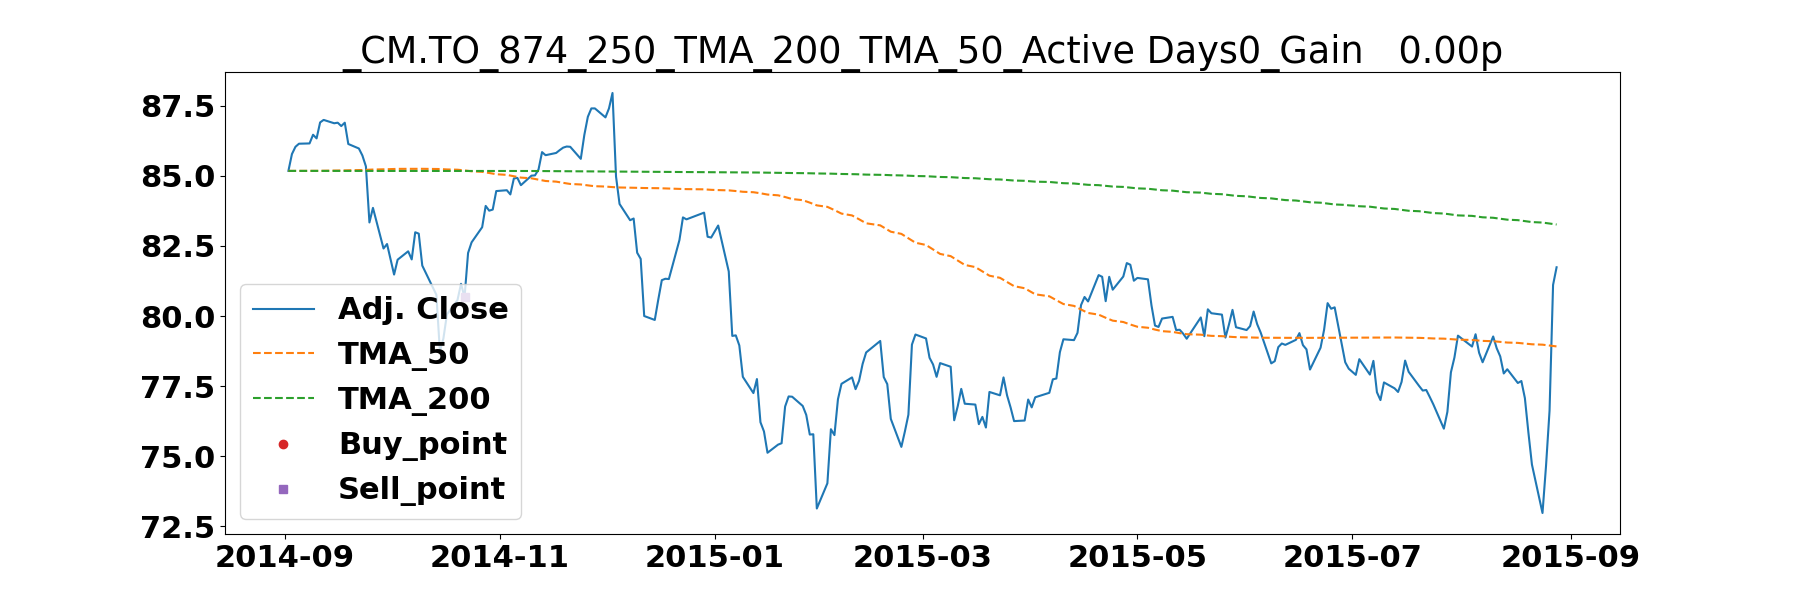 _CM.TO_874_250_TMA_200_TMA_50_Active Days0_Gain   0.00p
87.5
85.0
82.5
80.0
77.5
75.0
72.5
Adj. Close
TMA_50
TMA_200
Buy_point
Sell_point
2014-09 2014-11 2015-01 2015-03 2015-05 2015-07 2015-09